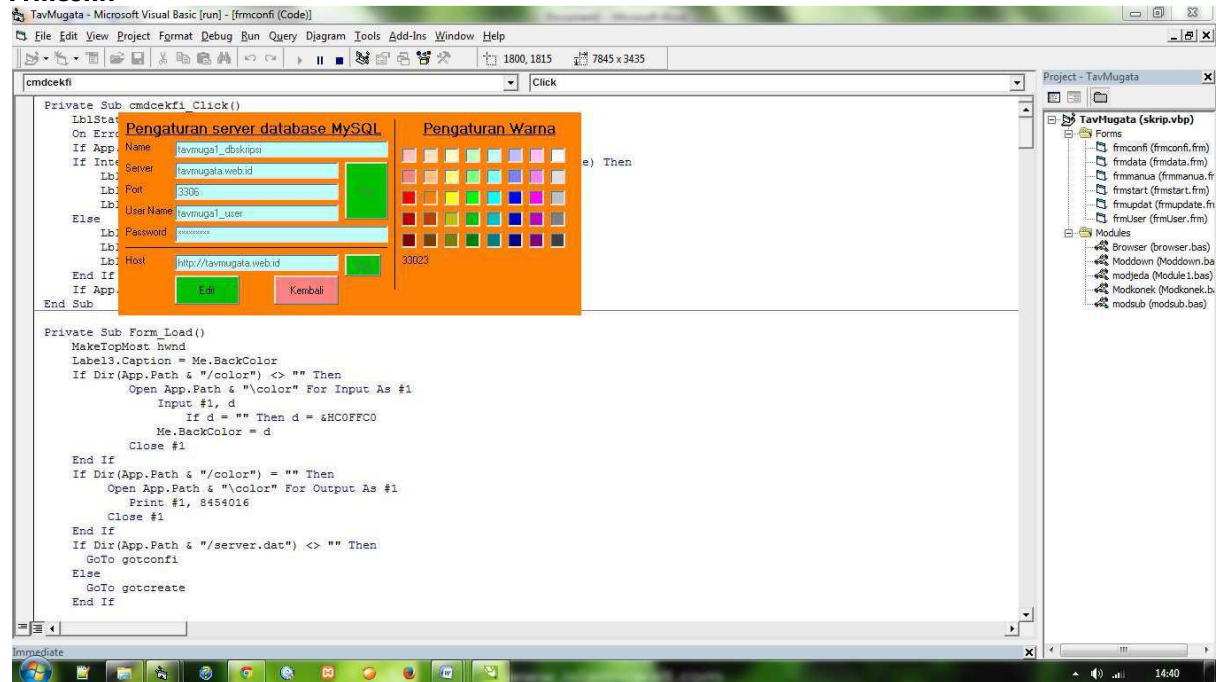 TavMugata - Microsoft Visual Basic [run] - [frmconfi (Code)]
File Edit View Project Format Debug Run Query Diagram Tools Add-Ins Window Help
1800, 1815 7845 x 3435
cmdcekfi Click
Private Sub cmdcekfi_Click()
LblStat
On Erro
If App.
If Inte e) Then
Lbl
Lbl
Lbl
Else
Lbl
Lbl
Lbl
End If
If App.
End Sub
Pengaturan server database MySQL
Name tavmuga1_dbskripsi
Server tavmugata.web.id
Port 3306
User Name tavmuga1_user
Password
Host http://tavmugata.web.id
Edit Kembali
Pengaturan Warna
33023
Private Sub Form_Load()
MakeTopMost hwnd
Label3.Caption = Me.BackColor
If Dir(App.Path & "/color") <> "" Then
Open App.Path & "\color" For Input As #1
Input #1, d
If d = "" Then d = &HC0FFC0
Me.BackColor = d
Close #1
End If
If Dir(App.Path & "/color") = "" Then
Open App.Path & "\color" For Output As #1
Print #1, 8454016
Close #1
End If
If Dir(App.Path & "/server.dat") <> "" Then
GoTo gotconfi
Else
GoTo gotcreate
End If
Immediate
Project - TavMugata
TavMugata (skrip.vbp)
Forms
frmconfi (frmconfi.frm)
frmdata (frmdata.frm)
frmmanua (frmmanua.fr
frmstart (frmstart.frm)
frmupdat (frmupdate.fr
frmUser (frmUser.frm)
Modules
Browser (browser.bas)
Moddown (Moddown.ba
modjeda (Module1.bas)
Modkonek (Modkonek.b
modsub (modsub.bas)
14:40